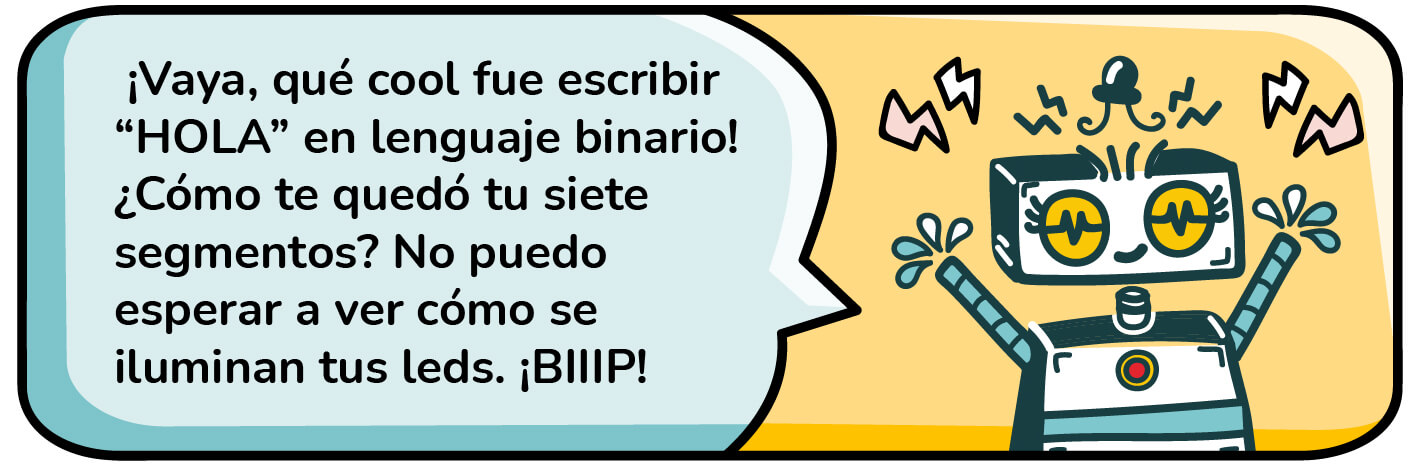 ¡Vaya, qué cool fue escribir
“HOLA” en lenguaje binario!
¿Cómo te quedó tu siete
segmentos? No puedo
esperar a ver cómo se
iluminan tus leds. ¡BIIIP!